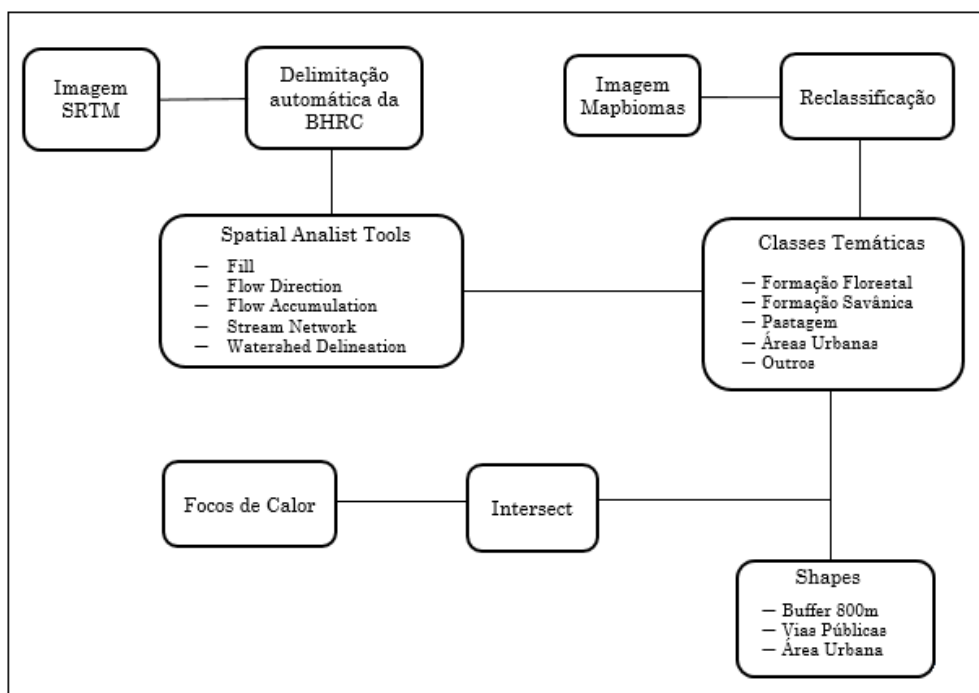 Imagem
SRTM
Delimitação
automática da
BHRC
Imagem
Mapbiomas
Reclassificação
Spatial Analist Tools
— Fill
— Flow Direction
— Flow Accumulation
— Stream Network
— Watershed Delineation
Classes Temáticas
— Formação Florestal
— Formação Savânica
— Pastagem
— Áreas Urbanas
— Outros
Focos de Calor
Intersect
Shapes
— Buffer 800m
— Vias Públicas
— Área Urbana